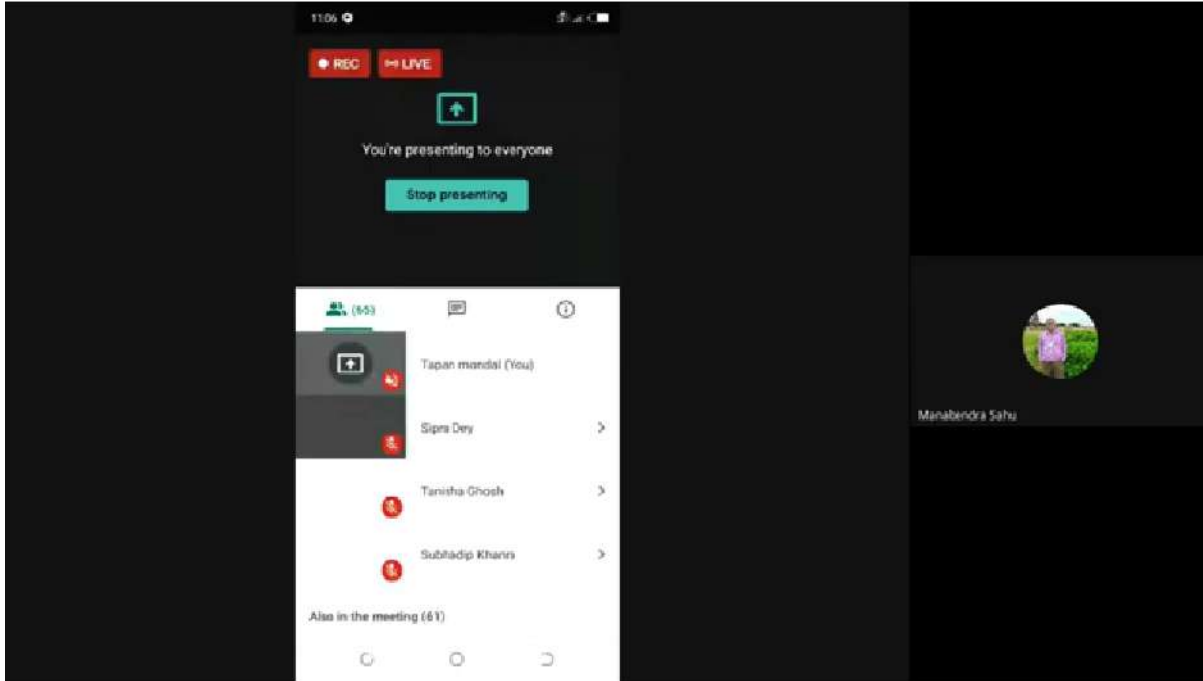 11:06
REC LIVE
You're presenting to everyone
Stop presenting
(65)
Tapan mondal (You)
Sipra Dey
Tanisha Ghosh
Subhadip Khanra
Also in the meeting (61)
Manabendra Sahu